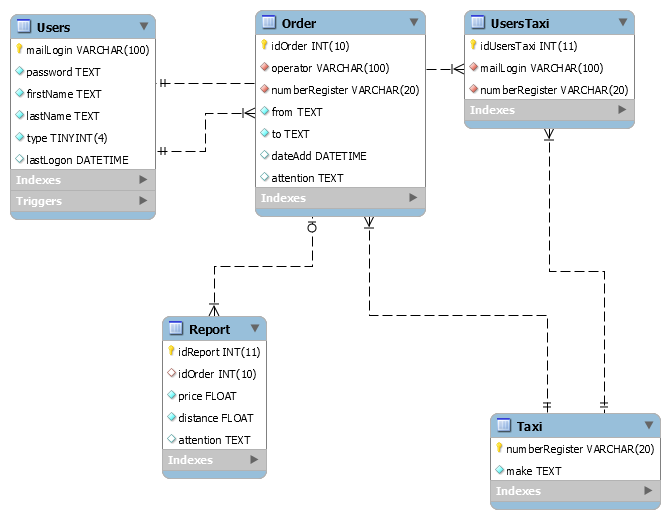 Users
mailLogin VARCHAR(100)
password TEXT
firstName TEXT
lastName TEXT
type TINYINT(4)
lastLogon DATETIME
Indexes
Triggers
Order
idOrder INT(10)
operator VARCHAR(100)
numberRegister VARCHAR(20)
from TEXT
to TEXT
dateAdd DATETIME
attention TEXT
Indexes
UsersTaxi
idUsersTaxi INT(11)
mailLogin VARCHAR(100)
numberRegister VARCHAR(20)
Indexes
Report
idReport INT(11)
idOrder INT(10)
price FLOAT
distance FLOAT
attention TEXT
Indexes
Taxi
numberRegister VARCHAR(20)
make TEXT
Indexes